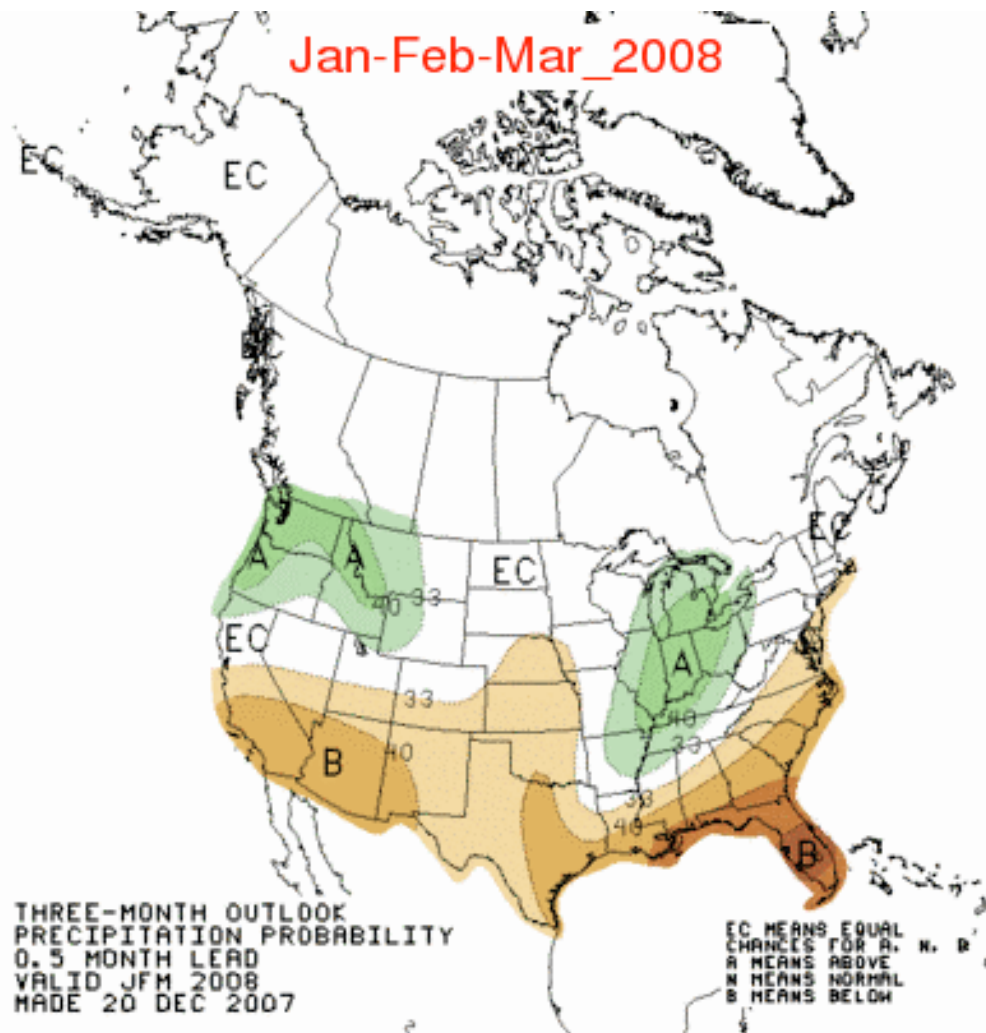 Jan-Feb-Mar_2008
EC
EC
A
A
EC
EC
40
33
EC
A
33
40
33
B
40
33
40
B
THREE-MONTH OUTLOOK
PRECIPITATION PROBABILITY
0.5 MONTH LEAD
VALID JFM 2008
MADE 20 DEC 2007
EC MEANS EQUAL
CHANCES FOR A, N, B
A MEANS ABOVE
N MEANS NORMAL
B MEANS BELOW